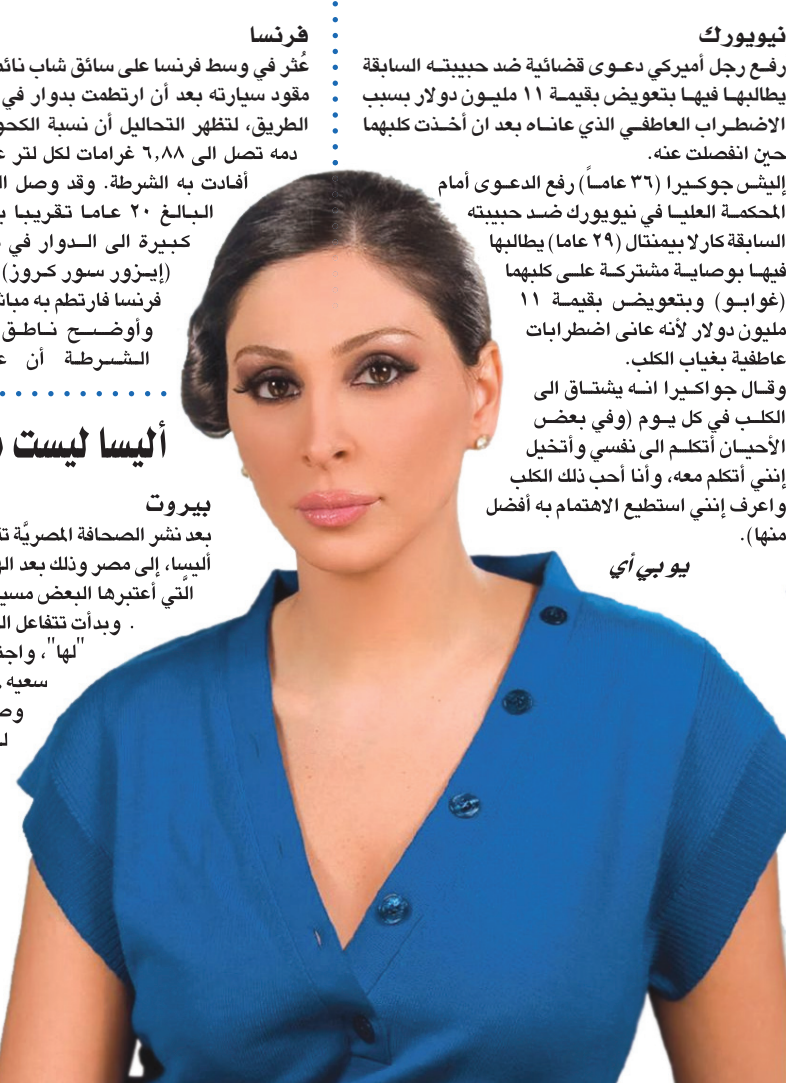 نيويورك
رفع رجل أميركي دعوى قضائية ضد حبيبته السابقة
يطالبها فيها بتعويض بقيمة ١١ مليون دولار بسبب
الاضطراب العاطفي الذي عاناه بعد ان أخذت كلبهما
حين انفصلت عنه.
إليش جوكيرا (٣٦ عاماً) رفع الدعوى أمام
المحكمة العليا في نيويورك ضد حبيبته
السابقة كارلا بيمنتال (٢٩ عاما) يطالبها
فيها بوصاية مشتركة على كلبهما
(غوابو) وبتعويض بقيمة ١١
مليون دولار لأنه عانى اضطرابات
عاطفية بغياب الكلب.
وقال جواكيرا انه يشتاق الى
الكلب في كل يوم (وفي بعض
الأحيان أتكلم الى نفسي وأتخيل
إنني أتكلم معه، وأنا أحب ذلك الكلب
واعرف إنني استطيع الاهتمام به أفضل
منها).
يو بي أي
فرنسا
عُثر في وسط فرنسا على سائق شاب
مقود سيارته بعد أن ارتطمت بدوار في
الطريق، لتظهر التحاليل أن نسبة
دمه تصل الى ٦,٨٨ غرامات لكل لتر
أفادت به الشرطة. وقد وصل
البالغ ٢٠ عاما تقريبا
كبيرة الى الدوار في
(إيزور سور كروز)
فرنسا فارتطم به
وأوضح ناطق
الشرطة أن
أليسا ليست
بيروت
بعد نشر الصحافة المصريَّة
أليسا، إلى مصر وذلك بعد
الَّتي أعتبرها البعض
. وبدأت تتفاعل
"لها"،
سعيه